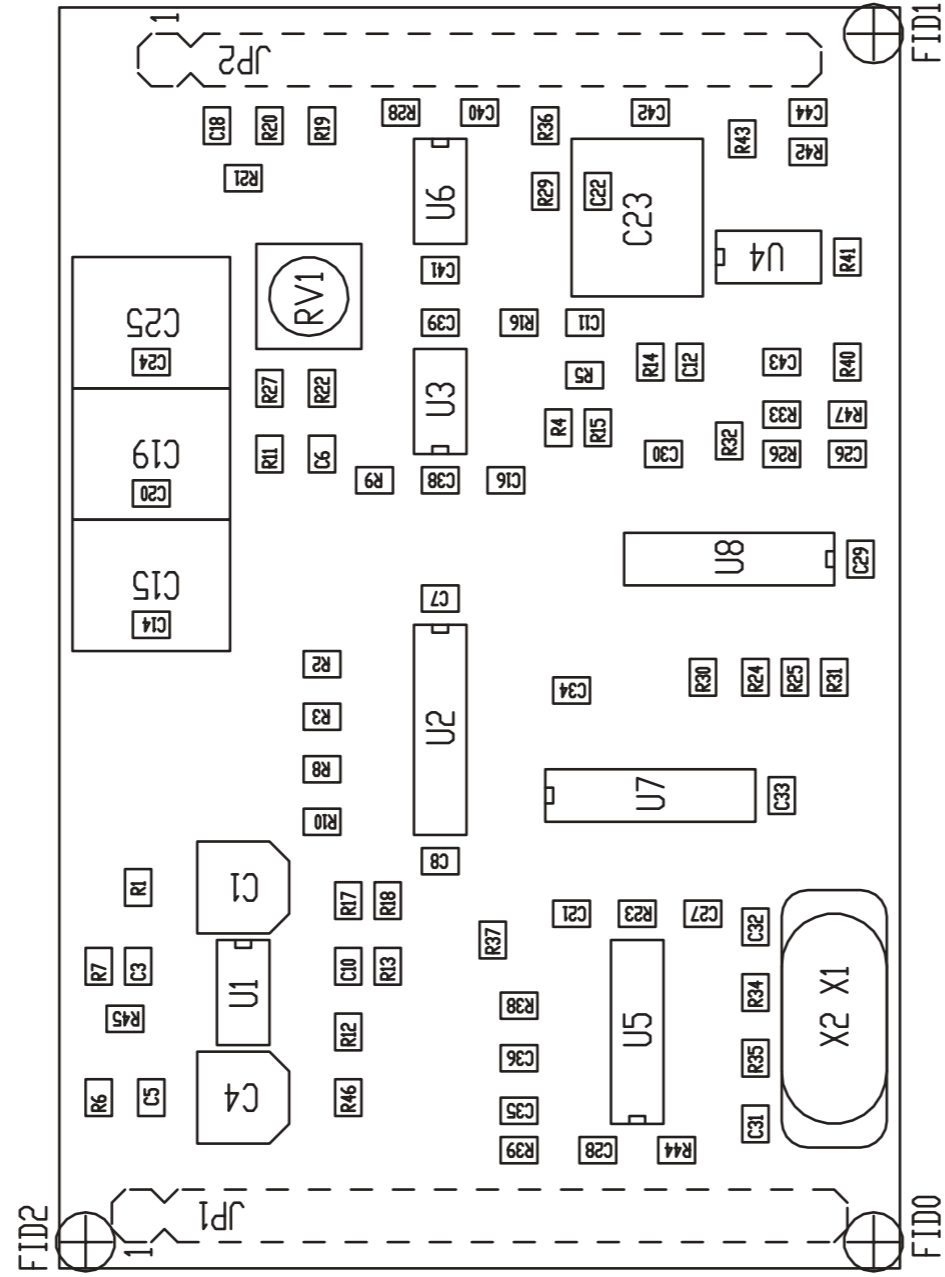 1
FID1
JP2
R28
C40
C42
C44
C18
R20
R19
R36
R43
R42
R21
R29
C22
U6
C23
U4
R41
C41
RV1
C25
C39
R16
C11
C24
R14
C12
C43
R40
R5
R27
R22
U3
R33
R47
R4
R15
R32
C19
R11
C6
C30
R26
C26
R9
C38
C16
C20
U8
C29
C15
C7
C14
R2
R30
R24
R25
R31
C34
R3
U2
R8
U7
C33
R10
C8
R1
C1
R17
R18
C21
R23
C27
C32
R37
R7
C3
C10
R13
U1
R34
X2 X1
R38
R45
R12
U5
C36
R35
R6
C5
C4
R46
C35
C31
R39
C28
R44
JP1
FID2
1
FID0